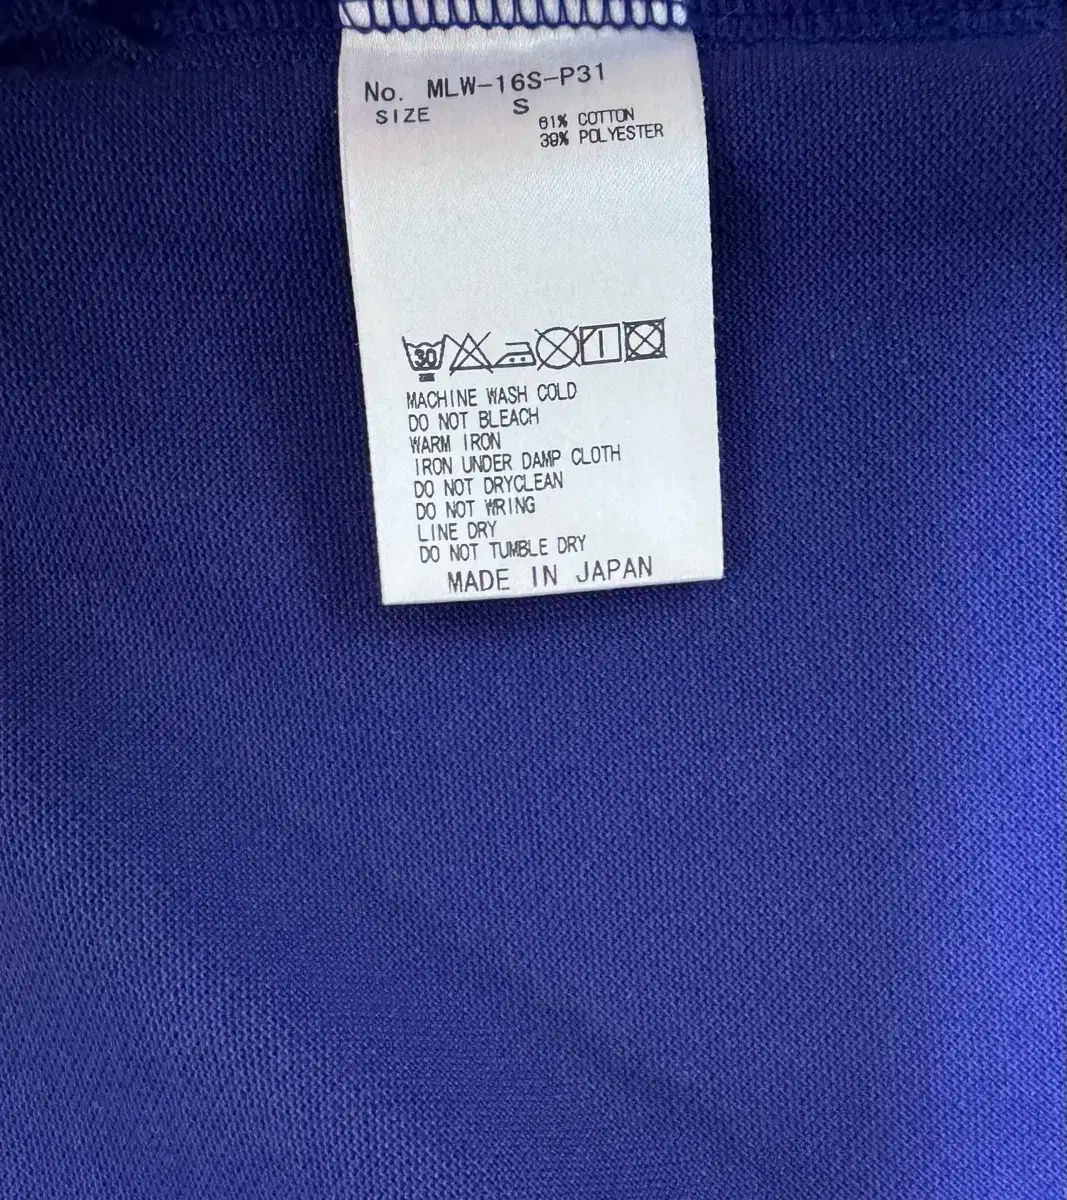 No. MLW-16S-P31
SIZE S
61% COTTON
39% POLYESTER
30
MACHINE WASH COLD
DO NOT BLEACH
WARM IRON
IRON UNDER DAMP CLOTH
DO NOT DRYCLEAN
DO NOT WRING
LINE DRY
DO NOT TUMBLE DRY
MADE IN JAPAN